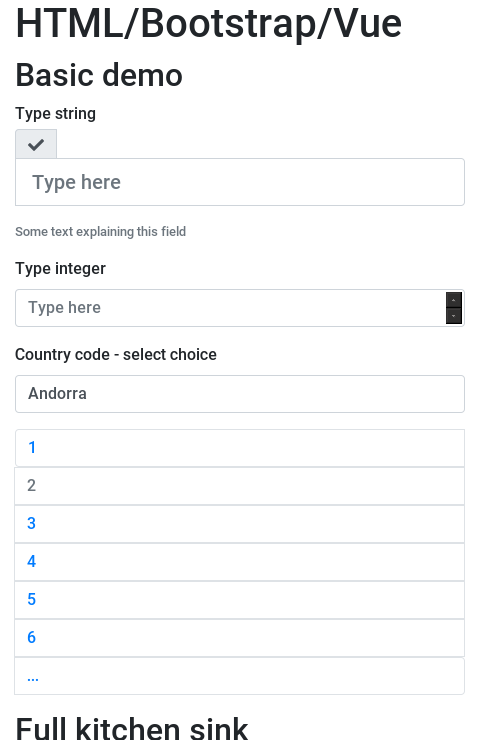 HTML/Bootstrap/Vue
Basic demo
Type string
Type here
Some text explaining this field
Type integer
Type here
Country code - select choice
Andorra
1
2
3
4
5
6
...
Full kitchen sink